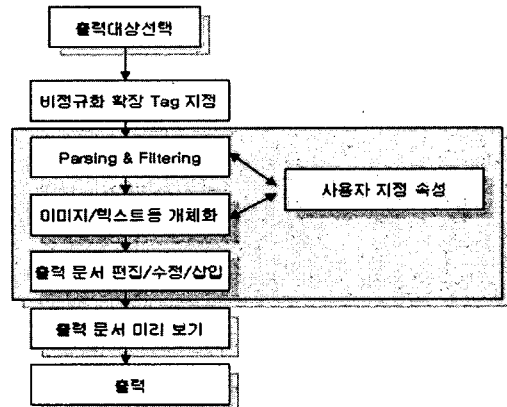 출력대상선택
비정규화 확장 Tag 지정
Parsing & Filtering
사용자 지정 속성
이미지/텍스트등 개체화
출력 문서 편집/수정/삽입
출력 문서 미리 보기
출력